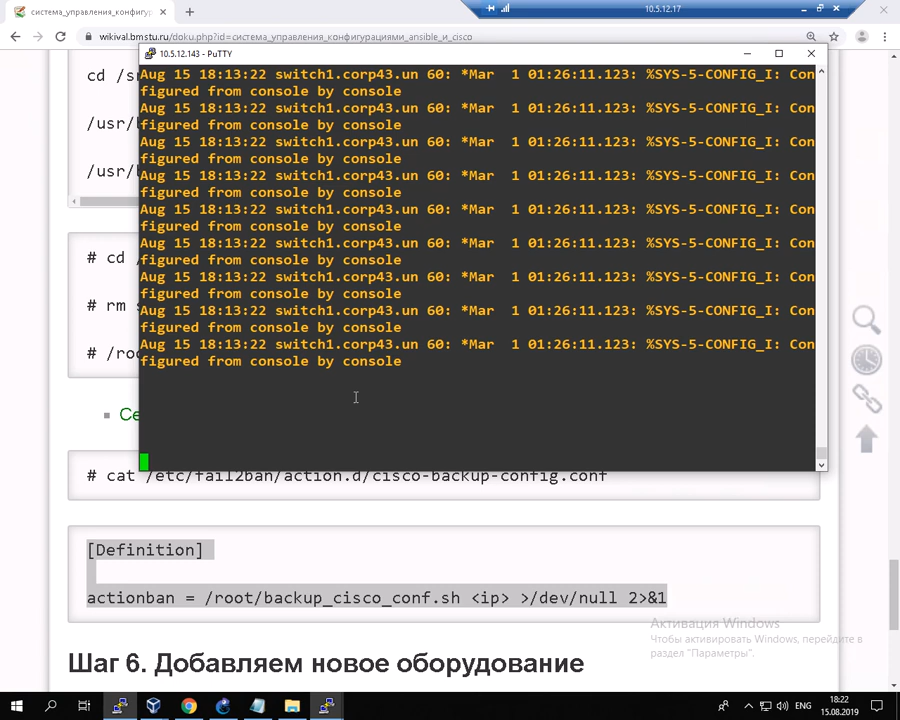 система_управления_конфигур
10.5.12.17
wikival.bmstu.ru/doku.php?id=система_управления_конфигурациями_ansible_и_cisco
10.5.12.143 - PuTTY
cd /sr
/usr/b
/usr/b
# cd /
# rm s
# /roo
Се
Aug 15 18:13:22 switch1.corp43.un 60: *Mar  1 01:26:11.123: %SYS-5-CONFIG_I: Con
figured from console by console
Aug 15 18:13:22 switch1.corp43.un 60: *Mar  1 01:26:11.123: %SYS-5-CONFIG_I: Con
figured from console by console
Aug 15 18:13:22 switch1.corp43.un 60: *Mar  1 01:26:11.123: %SYS-5-CONFIG_I: Con
figured from console by console
Aug 15 18:13:22 switch1.corp43.un 60: *Mar  1 01:26:11.123: %SYS-5-CONFIG_I: Con
figured from console by console
Aug 15 18:13:22 switch1.corp43.un 60: *Mar  1 01:26:11.123: %SYS-5-CONFIG_I: Con
figured from console by console
Aug 15 18:13:22 switch1.corp43.un 60: *Mar  1 01:26:11.123: %SYS-5-CONFIG_I: Con
figured from console by console
Aug 15 18:13:22 switch1.corp43.un 60: *Mar  1 01:26:11.123: %SYS-5-CONFIG_I: Con
figured from console by console
Aug 15 18:13:22 switch1.corp43.un 60: *Mar  1 01:26:11.123: %SYS-5-CONFIG_I: Con
figured from console by console
Aug 15 18:13:22 switch1.corp43.un 60: *Mar  1 01:26:11.123: %SYS-5-CONFIG_I: Con
figured from console by console
# cat /etc/fail2ban/action.d/cisco-backup-config.conf
[Definition]
actionban = /root/backup_cisco_conf.sh <ip> >/dev/null 2>&1
Активация Windows
Чтобы активировать Windows, перейдите в
раздел "Параметры".
Шаг 6. Добавляем новое оборудование
ENG
18:22
15.08.2019